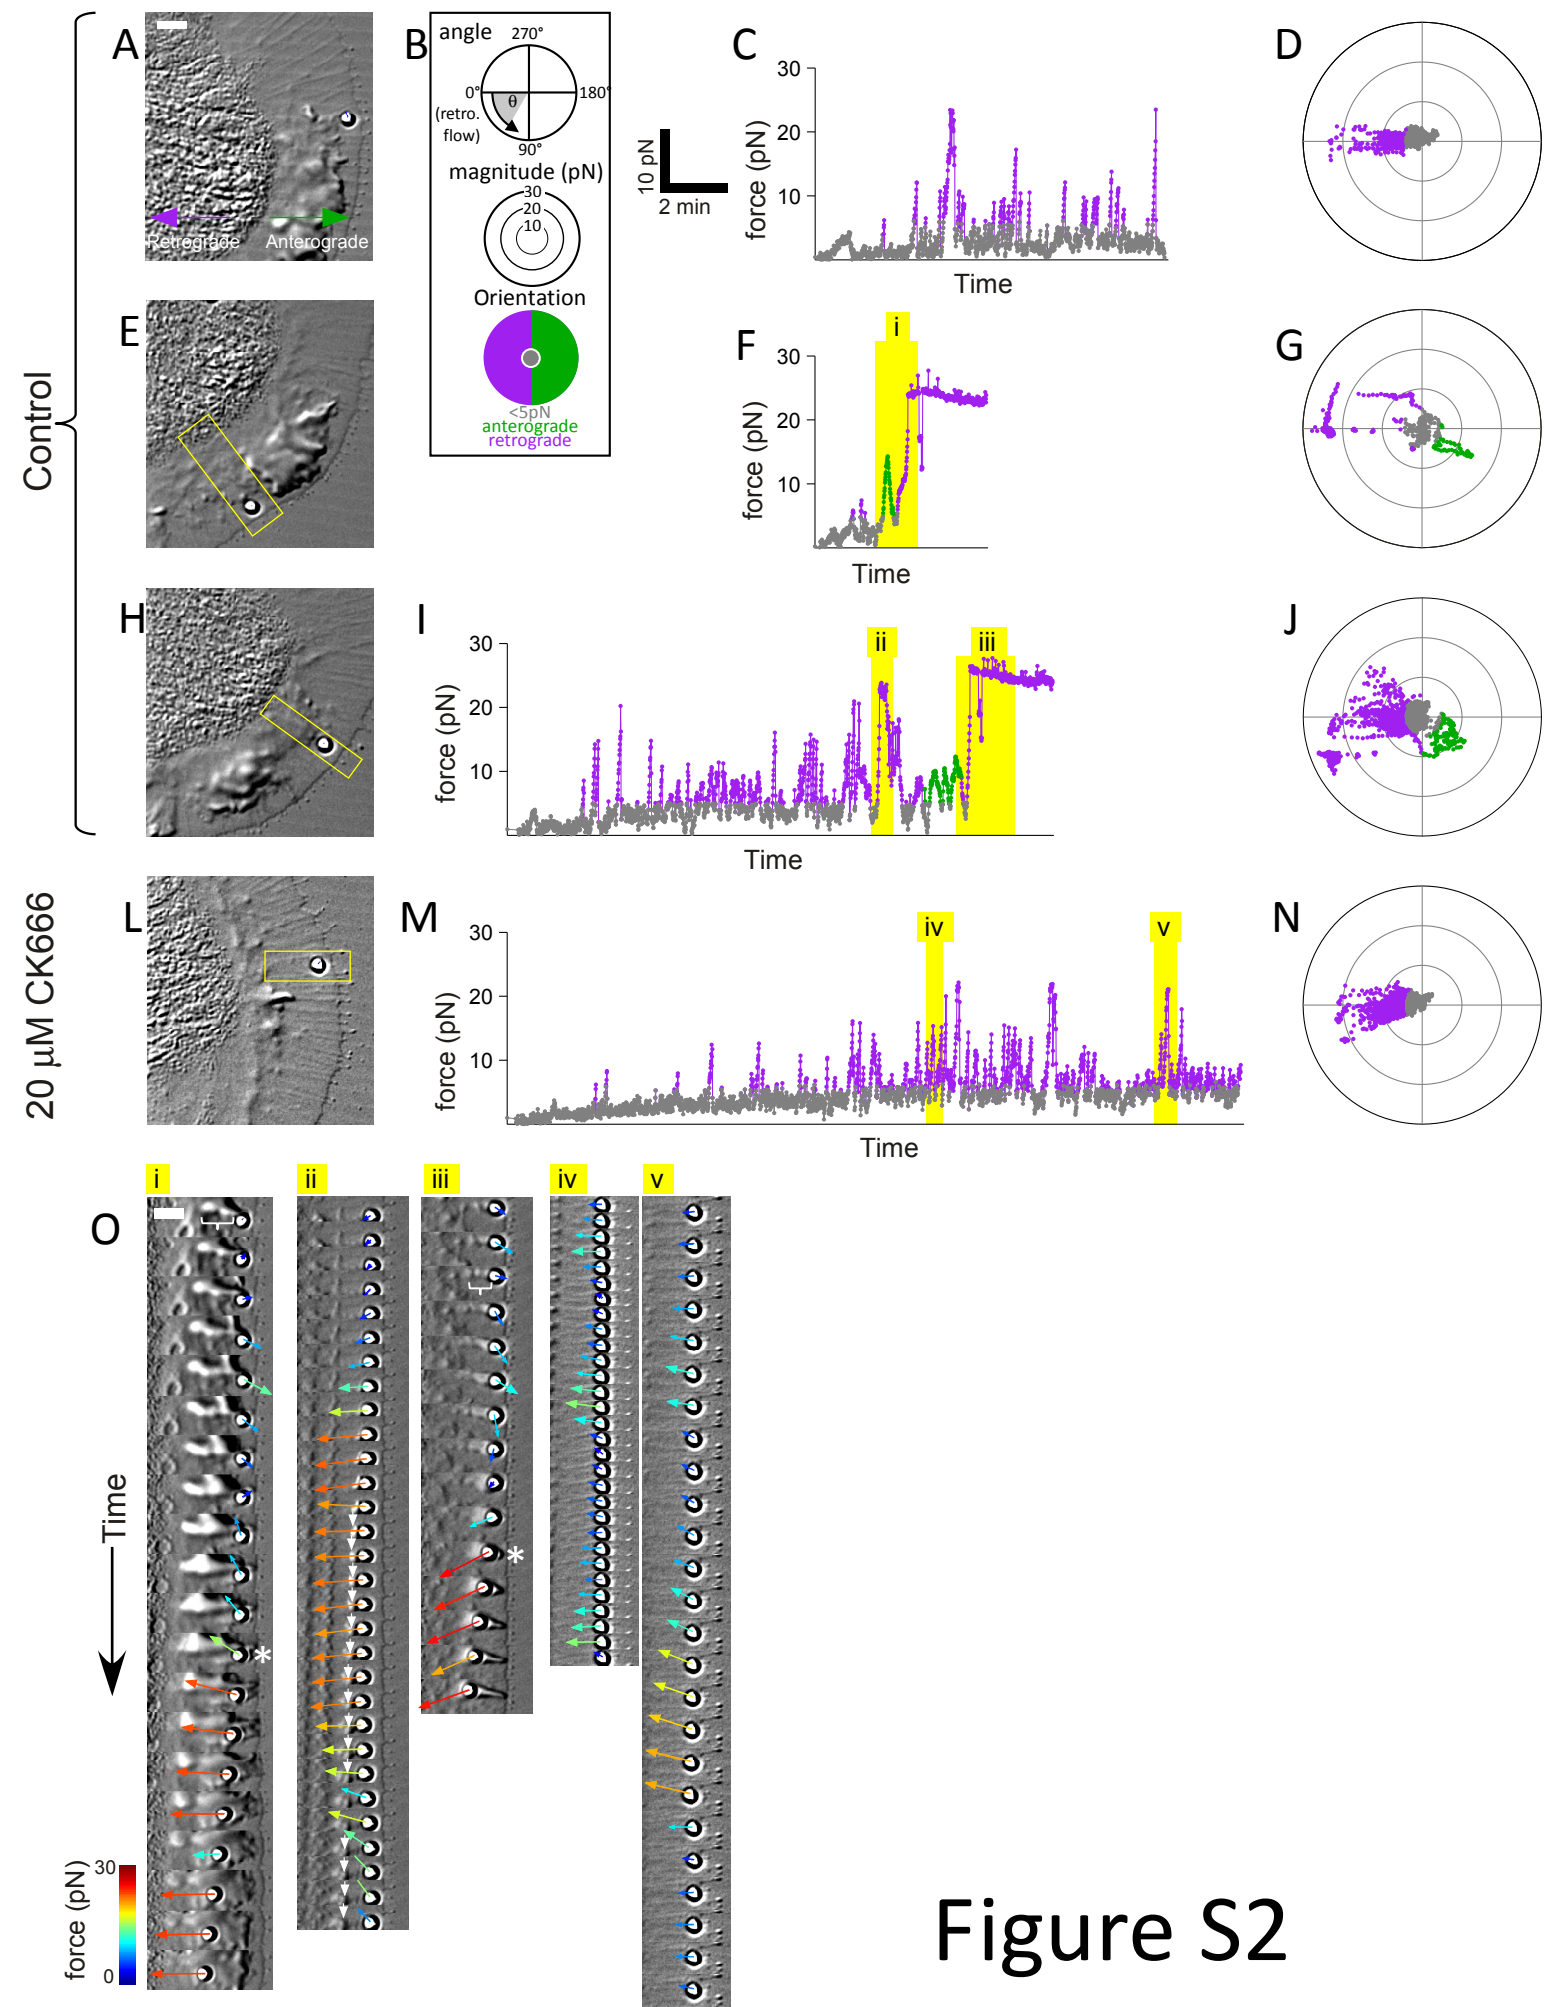 Control
20 µM CK666
A
Retrograde
Anterograde
B
angle
270°
0°
180°
θ
(retro.
flow)
90°
magnitude (pN)
30
20
10
Orientation
<5pN
anterograde
retrograde
10 pN
2 min
C
force (pN)
30
20
10
Time
D
E
F
i
force (pN)
30
20
10
Time
G
H
I
ii
iii
force (pN)
30
20
10
Time
J
L
M
iv
v
force (pN)
30
20
10
Time
N
O
i
ii
iii
iv
v
*
*
Time
force (pN)
30
0
Figure S2